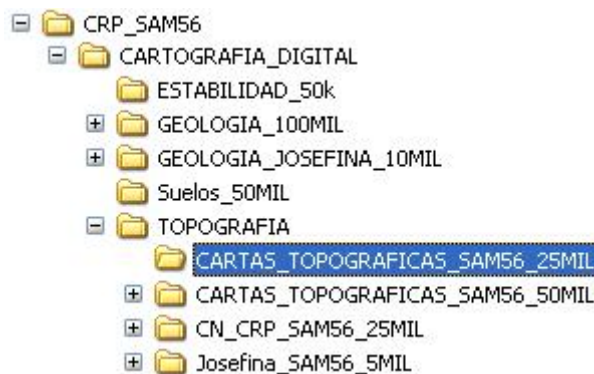 CRP_SAM56
CARTOGRAFIA_DIGITAL
ESTABILIDAD_50k
GEOLOGIA_100MIL
GEOLOGIA_JOSEFINA_10MIL
Suelos_50MIL
TOPOGRAFIA
CARTAS_TOPOGRAFICAS_SAM56_25MIL
CARTAS_TOPOGRAFICAS_SAM56_50MIL
CN_CRP_SAM56_25MIL
Josefina_SAM56_5MIL